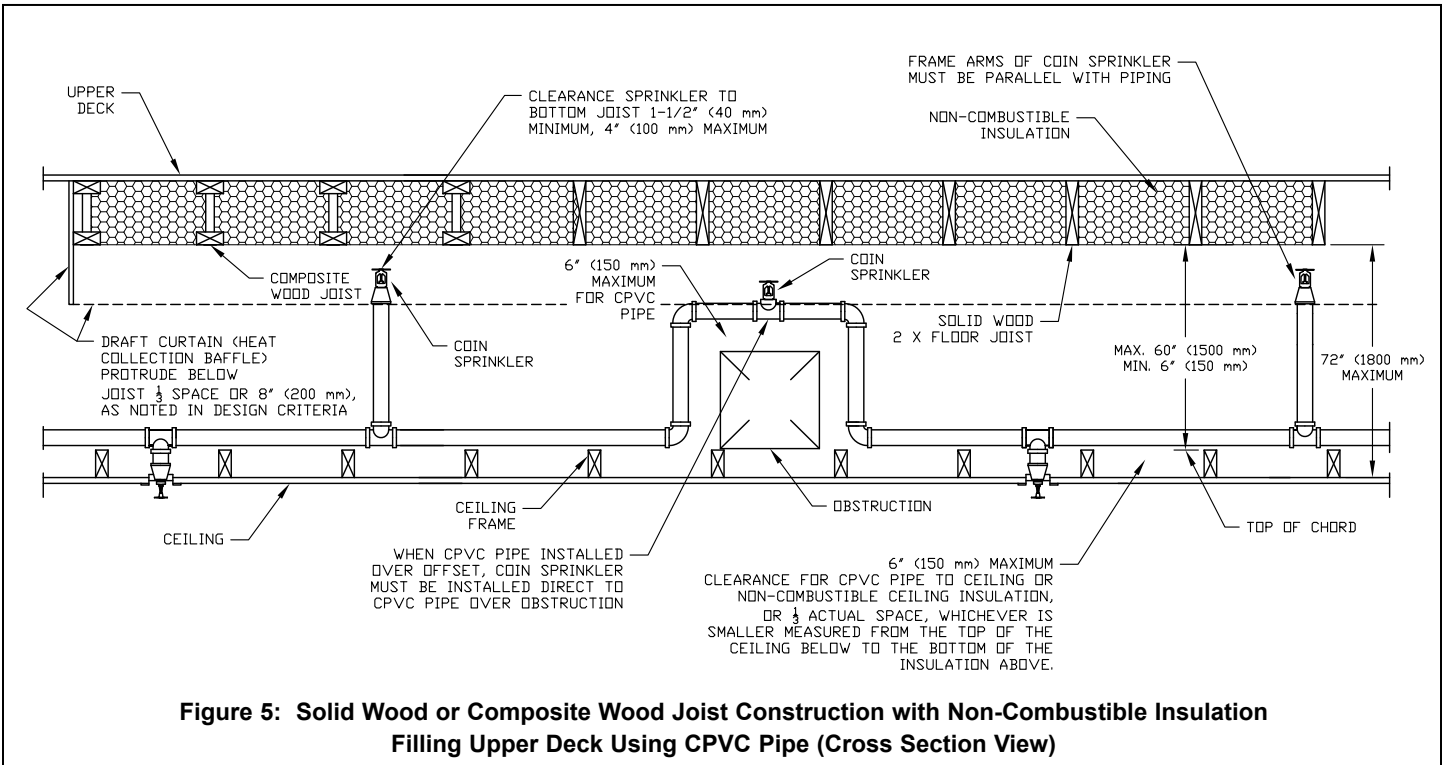 UPPER
DECK
CLEARANCE SPRINKLER TO
BOTTOM JOIST 1-1/2" (40 mm)
MINIMUM, 4" (100 mm) MAXIMUM
FRAME ARMS OF COIN SPRINKLER
MUST BE PARALLEL WITH PIPING
NON-COMBUSTIBLE
INSULATION
COMPOSITE
WOOD JOIST
6" (150 mm)
MAXIMUM
FOR CPVC
PIPE
COIN
SPRINKLER
SOLID WOOD
2 X FLOOR JOIST
DRAFT CURTAIN (HEAT
COLLECTION BAFFLE)
PROTRUDE BELOW
JOIST 1/3 SPACE OR 8" (200 mm),
AS NOTED IN DESIGN CRITERIA
COIN
SPRINKLER
MAX. 60" (1500 mm)
MIN. 6" (150 mm)
72" (1800 mm)
MAXIMUM
CEILING
CEILING
FRAME
OBSTRUCTION
TOP OF CHORD
WHEN CPVC PIPE INSTALLED
OVER OFFSET, COIN SPRINKLER
MUST BE INSTALLED DIRECT TO
CPVC PIPE OVER OBSTRUCTION
6" (150 mm) MAXIMUM
CLEARANCE FOR CPVC PIPE TO CEILING OR
NON-COMBUSTIBLE CEILING INSULATION,
OR 1/3 ACTUAL SPACE, WHICHEVER IS
SMALLER MEASURED FROM THE TOP OF THE
CEILING BELOW TO THE BOTTOM OF THE
INSULATION ABOVE.
Figure 5: Solid Wood or Composite Wood Joist Construction with Non-Combustible Insulation
Filling Upper Deck Using CPVC Pipe (Cross Section View)